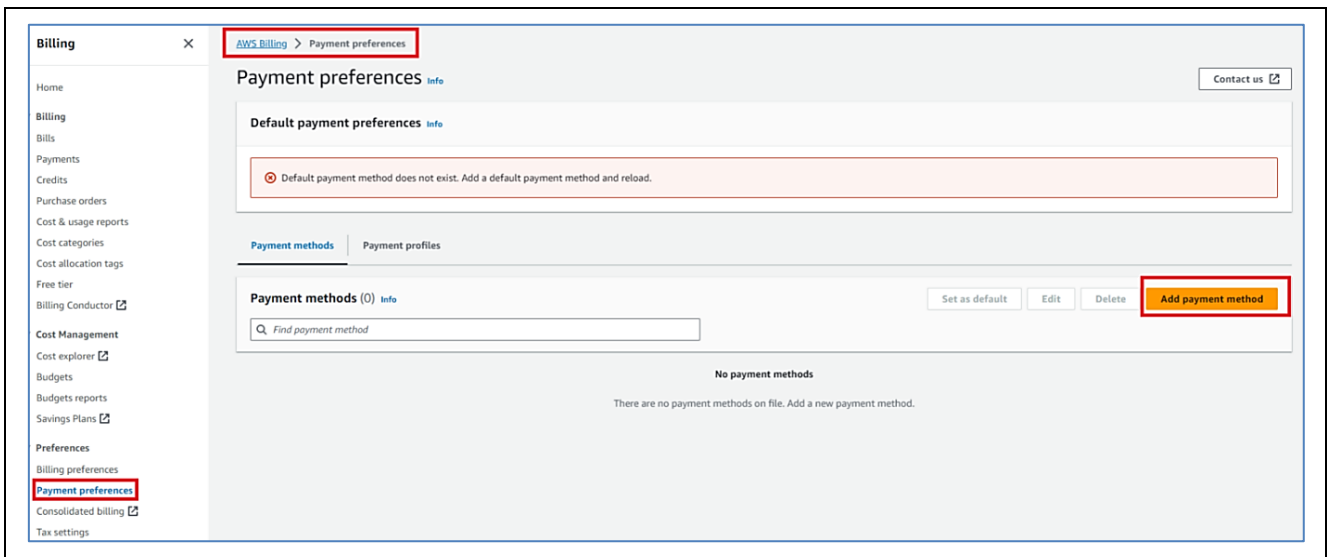 Billing
Home
Billing
Bills
Payments
Credits
Purchase orders
Cost & usage reports
Cost categories
Cost allocation tags
Free tier
Billing Conductor
Cost Management
Cost explorer
Budgets
Budgets reports
Savings Plans
Preferences
Billing preferences
Payment preferences
Consolidated billing
Tax settings
AWS Billing > Payment preferences
Payment preferences Info
Contact us
Default payment preferences Info
Default payment method does not exist. Add a default payment method and reload.
Payment methods Payment profiles
Payment methods (0) Info
Set as default Edit Delete Add payment method
Find payment method
No payment methods
There are no payment methods on file. Add a new payment method.